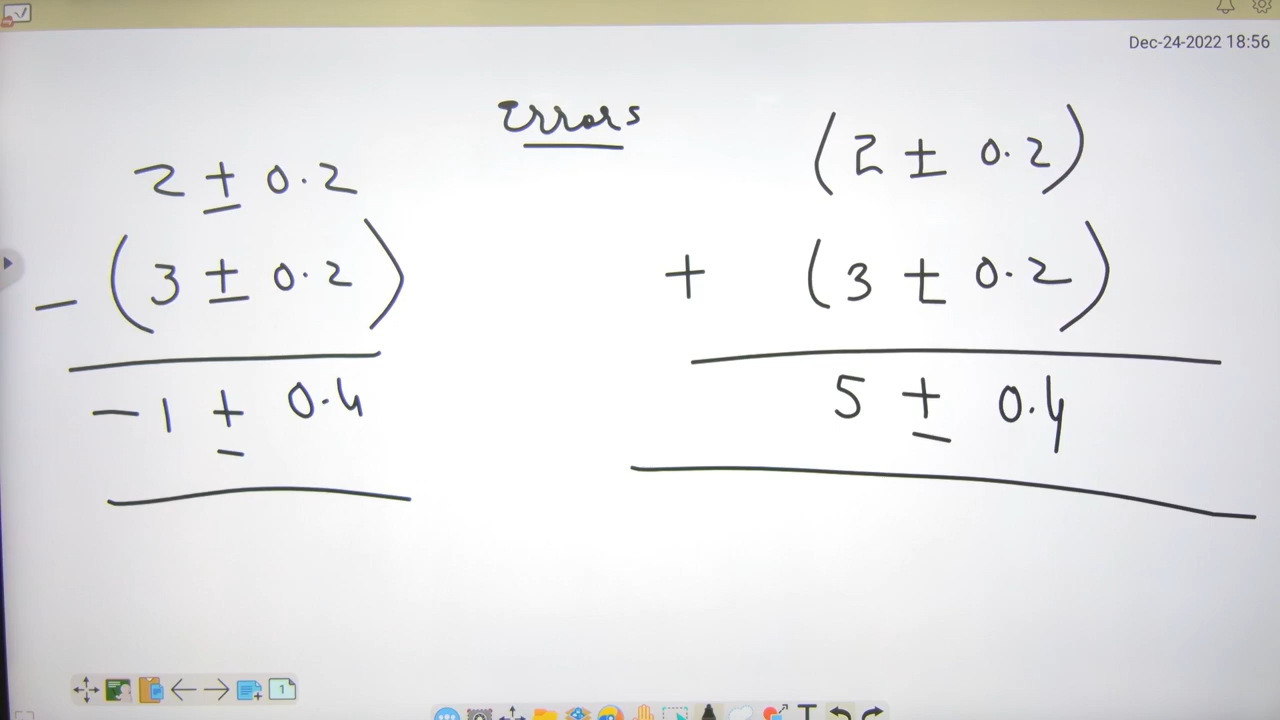 Dec-24-2022 18:56
Errors
2 ± 0.2
- (3 ± 0.2)
-1 ± 0.4
(2 ± 0.2)
+ (3 ± 0.2)
5 ± 0.4
1
T